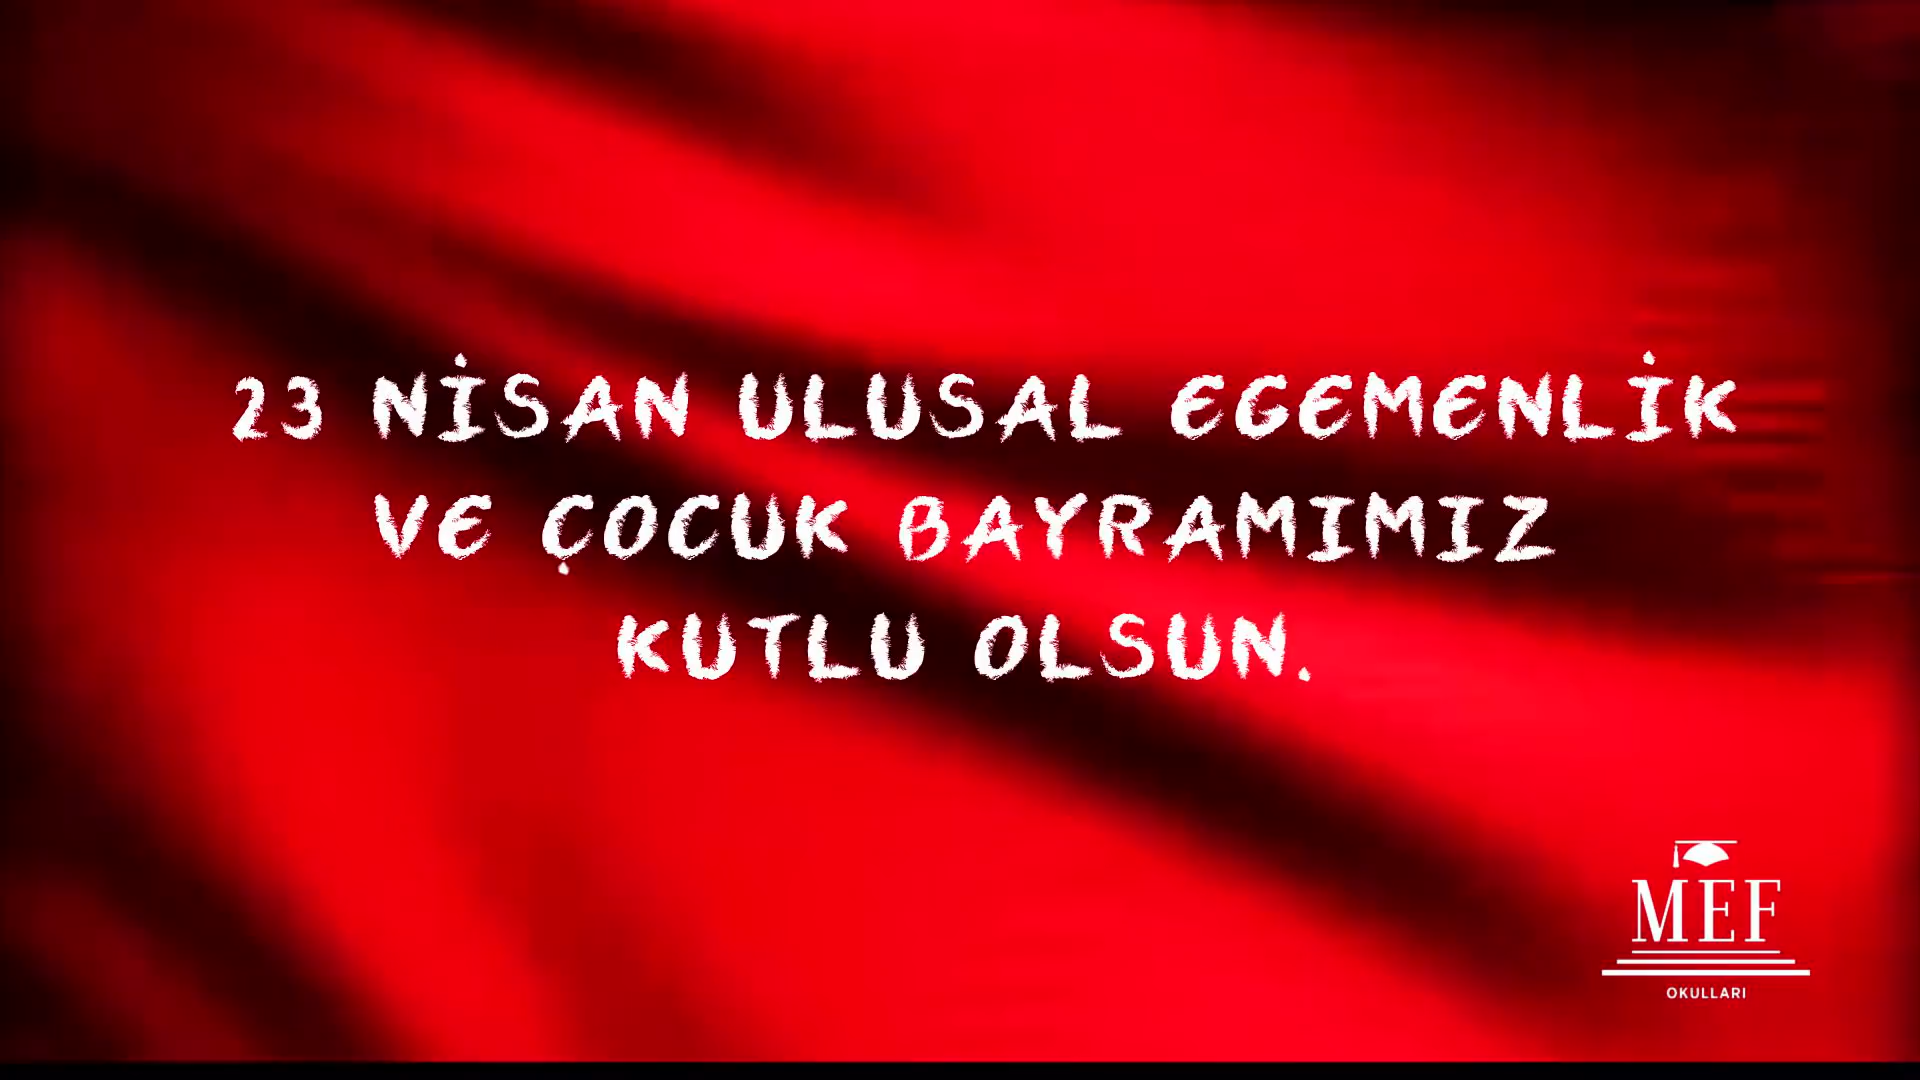 23 NİSAN ULUSAL EGEMENLİK
VE ÇOCUK BAYRAMIMIZ
KUTLU OLSUN.
MEF
OKULLARI